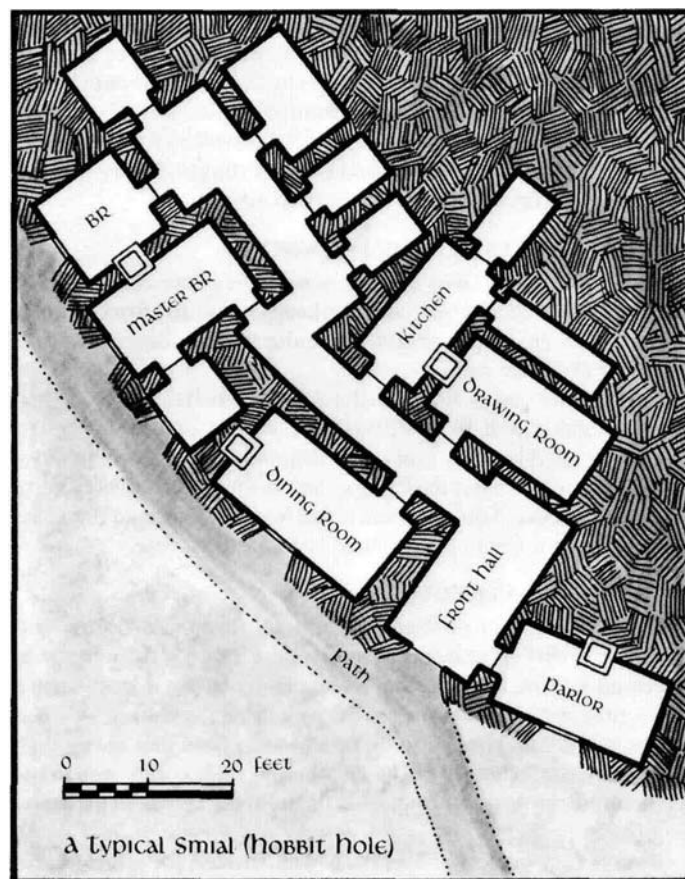 BR
Master BR
Kitchen
Drawing Room
Dining Room
Front Hall
Parlor
Path
0 10 20 feet
A Typical Smial (Hobbit Hole)